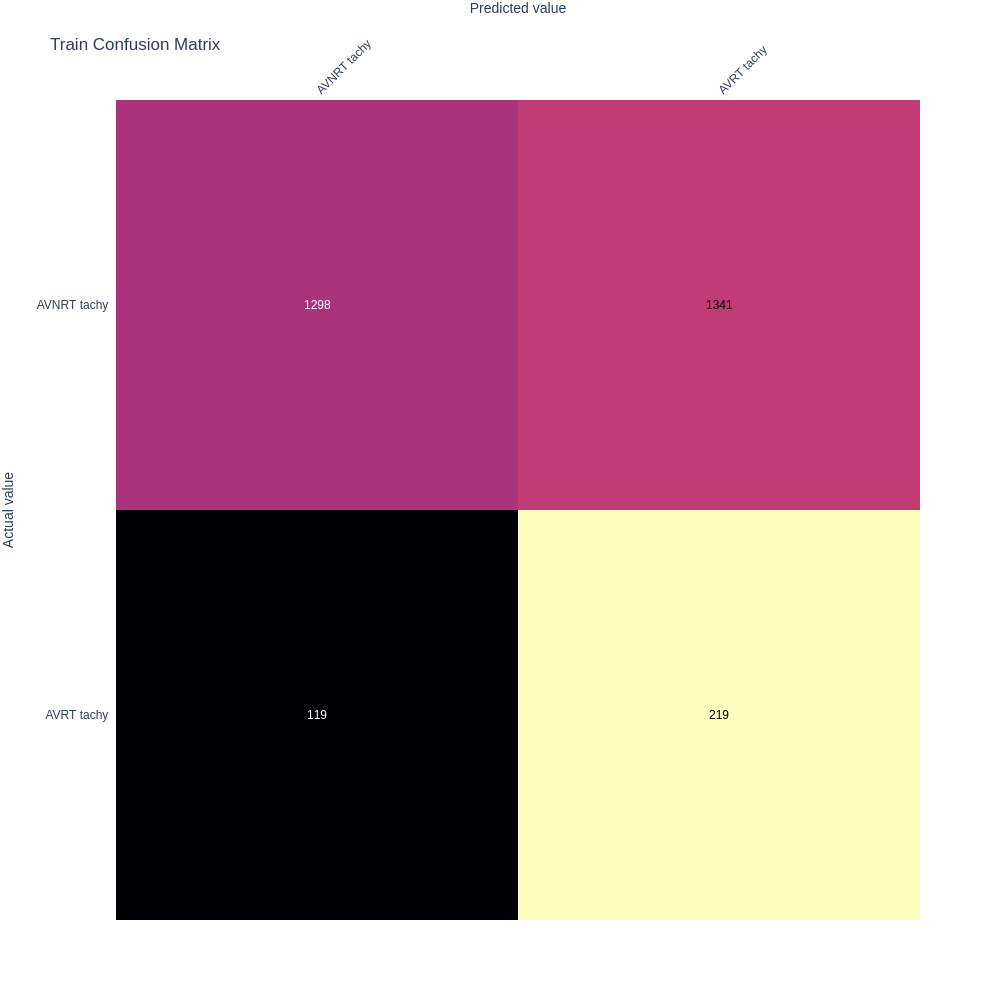 Predicted value
Train Confusion Matrix
AVNRT tachy
AVRT tachy
AVNRT tachy
1298
1341
Actual value
AVRT tachy
119
219